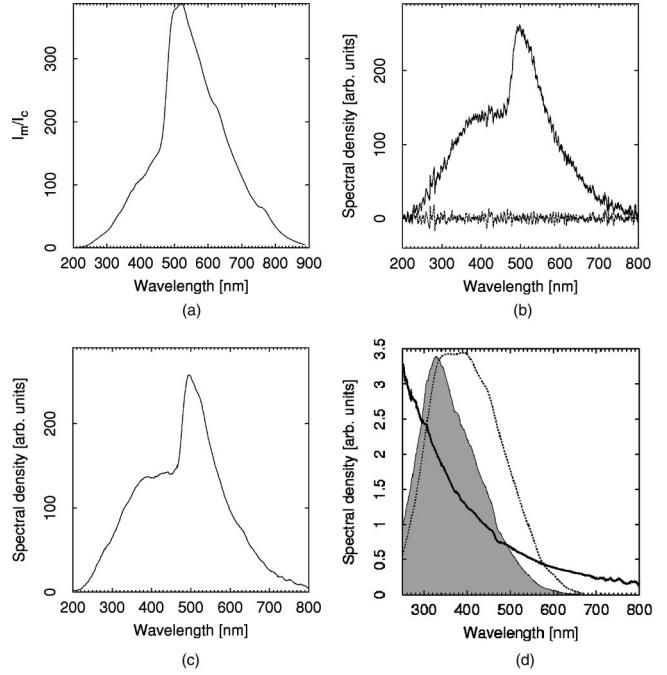 300
200
100
0
I_m/I_c
200 300 400 500 600 700 800 900
Wavelength [nm]
(a)
200
100
0
Spectral density [arb. units]
200 300 400 500 600 700 800
Wavelength [nm]
(b)
200
100
0
Spectral density [arb. units]
200 300 400 500 600 700 800
Wavelength [nm]
(c)
3.5
3
2.5
2
1.5
1
0.5
0
Spectral density [arb. units]
300 400 500 600 700 800
Wavelength [nm]
(d)